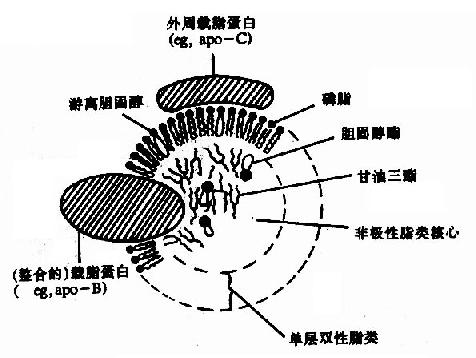 外周载脂蛋白
(eg, apo-C)
游离胆固醇
磷脂
胆固醇酯
甘油三酯
非极性脂类核心
(整合的)载脂蛋白
( eg, apo-B)
单层双性脂类